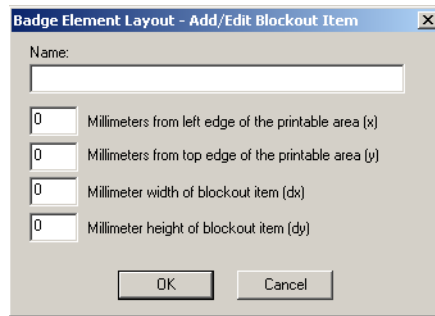 Badge Element Layout - Add/Edit Blockout Item
Name:
0 Millimeters from left edge of the printable area (x)
0 Millimeters from top edge of the printable area (y)
0 Millimeter width of blockout item (dx)
0 Millimeter height of blockout item (dy)
OK Cancel